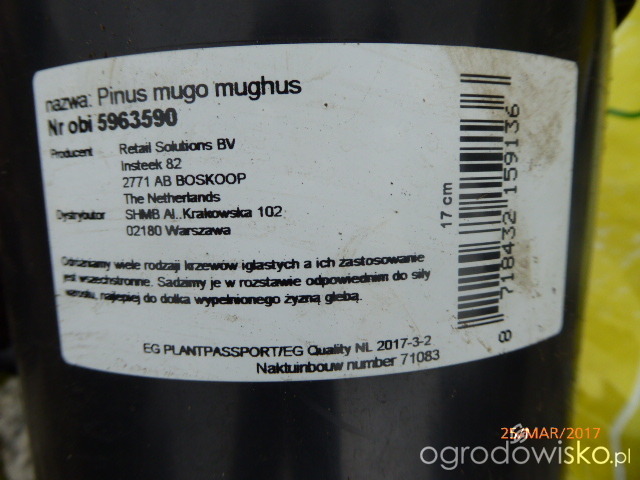 nazwa: Pinus mugo mughus
Nr obi 5963590
Producent Retail Solutions BV
Insteek 82
2771 AB BOSKOOP
The Netherlands
Dystrybutor SHMB Al..Krakowska 102
02180 Warszawa
Odróżniamy wiele rodzaji krzewów iglastych a ich zastosowanie
jest wszechstronne. Sadzimy je w rozstawie odpowiednim do siły
wzrostu, najlepiej do dołka wypełnionego żyzną glebą.
EG PLANTPASSPORT/EG Quality NL 2017-3-2
Naktuinbouw number 71083
17 cm
8 718432 159136
MAR/2017
ogrodowisko.pl